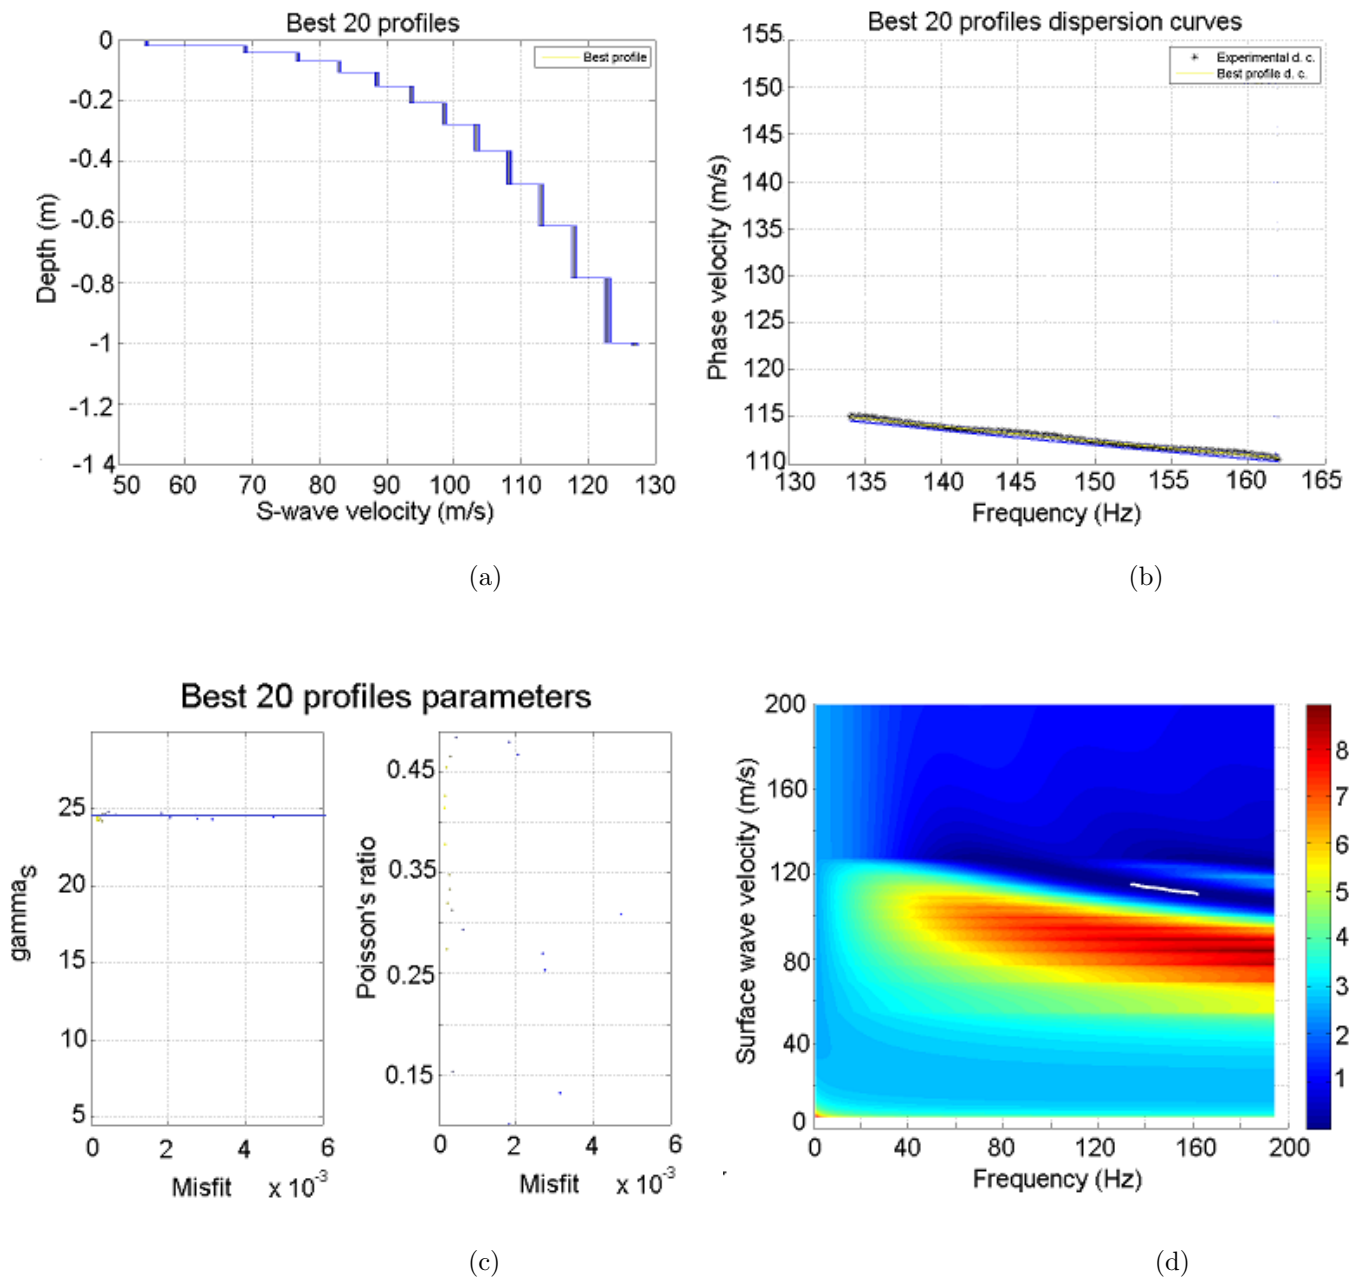 Best 20 profiles
Best profile
0
-0.2
-0.4
-0.6
-0.8
-1
-1.2
-1 4
50 60 70 80 90 100 110 120 130
Depth (m)
S-wave velocity (m/s)
(a)
Best 20 profiles dispersion curves
Experimental d. c.
Best profile d. c.
155
150
145
140
135
130
125
120
115
110
130 135 140 145 150 155 160 165
Phase velocity (m/s)
Frequency (Hz)
(b)
Best 20 profiles parameters
25
20
15
10
5
0 2 4 6
gammaS
Misfit x 10-3
0.45
0.35
0.25
0.15
0 2 4 6
Poisson's ratio
Misfit x 10-3
(c)
200
160
120
80
40
0
0 40 80 120 160 200
Surface wave velocity (m/s)
Frequency (Hz)
8
7
6
5
4
3
2
1
(d)